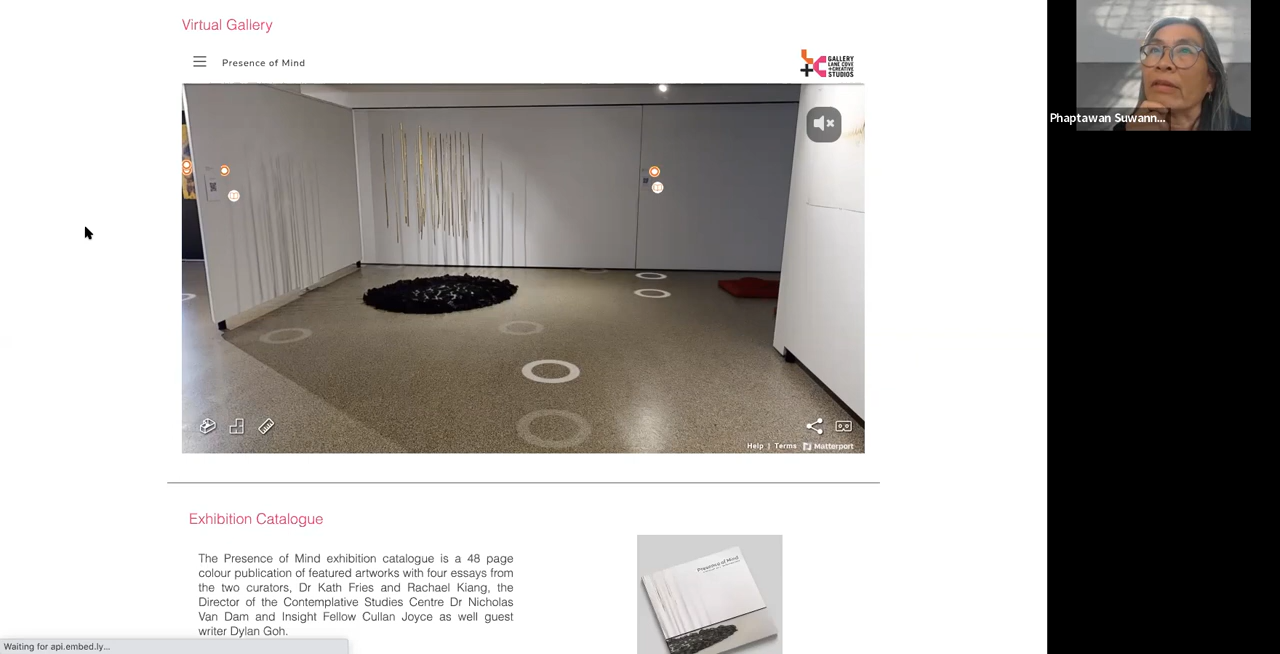 Virtual Gallery
Presence of Mind
GALLERY
LANE COVE
+CREATIVE
STUDIOS
Phaptawan Suwann...
Help | Terms Matterport
Exhibition Catalogue
The Presence of Mind exhibition catalogue is a 48 page
colour publication of featured artworks with four essays from
the two curators, Dr Kath Fries and Rachael Kiang, the
Director of the Contemplative Studies Centre Dr Nicholas
Van Dam and Insight Fellow Cullan Joyce as well guest
writer Dylan Goh.
Presence of Mind
Waiting for api.embed.ly...